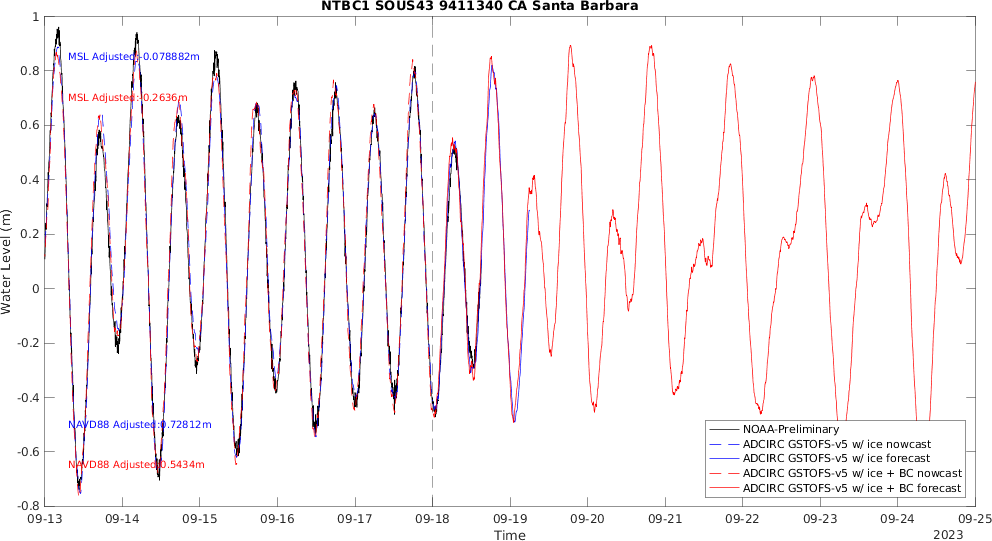 NTBC1 SOUS43 9411340 CA Santa Barbara
MSL Adjusted:-0.078882m
MSL Adjusted:-0.2636m
NAVD88 Adjusted:0.72812m
NAVD88 Adjusted:0.5434m
Water Level (m)
1
0.8
0.6
0.4
0.2
0
-0.2
-0.4
-0.6
-0.8
NOAA-Preliminary
ADCIRC GSTOFS-v5 w/ ice nowcast
ADCIRC GSTOFS-v5 w/ ice forecast
ADCIRC GSTOFS-v5 w/ ice + BC nowcast
ADCIRC GSTOFS-v5 w/ ice + BC forecast
09-13 09-14 09-15 09-16 09-17 09-18 09-19 09-20 09-21 09-22 09-23 09-24 09-25
Time
2023